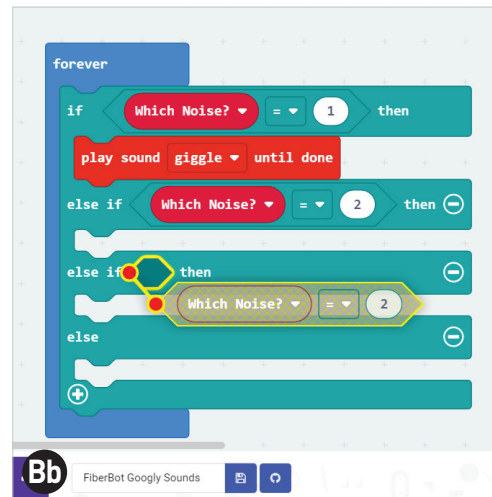 forever
if Which Noise? = 1 then
play sound giggle until done
else if Which Noise? = 2 then
else if then
Which Noise? = 2
else
Bb FiberBot Googly Sounds